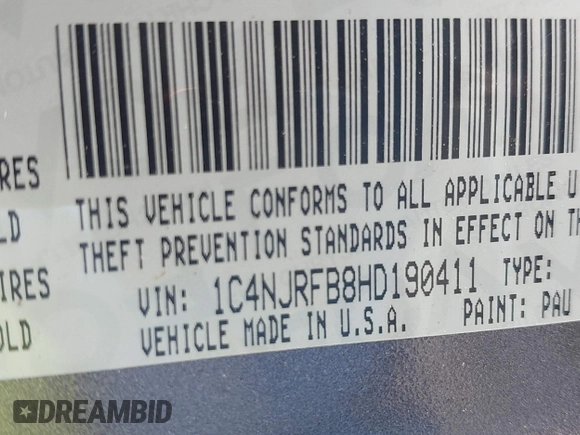 THIS VEHICLE CONFORMS TO ALL APPLICABLE U
THEFT PREVENTION STANDARDS IN EFFECT ON TH
VIN: 1C4NJRFB8HD190411 TYPE:
VEHICLE MADE IN U.S.A. PAINT: PAU
RES
LD
IRES
OLD
DREAMBID